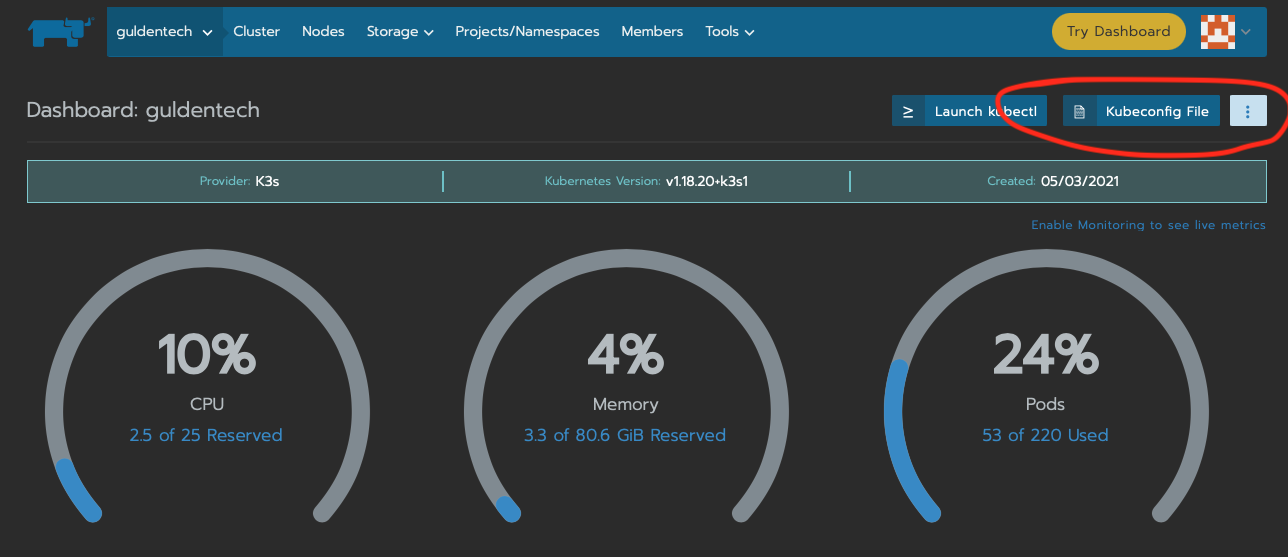 guldentech Cluster Nodes Storage Projects/Namespaces Members Tools Try Dashboard
Dashboard: guldentech Launch kubectl Kubeconfig File
Provider: K3s Kubernetes Version: v1.18.20+k3s1 Created: 05/03/2021
Enable Monitoring to see live metrics
10% 4% 24%
CPU Memory Pods
2.5 of 25 Reserved 3.3 of 80.6 GiB Reserved 53 of 220 Used